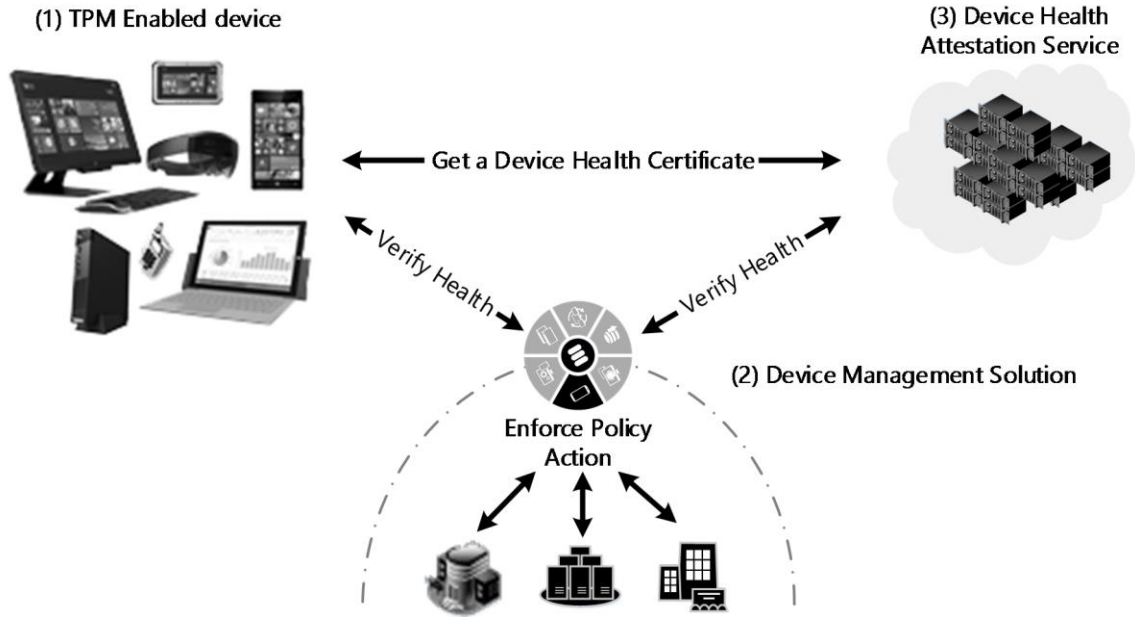 (1) TPM Enabled device
(3) Device Health
Attestation Service
Get a Device Health Certificate
Verify Health
Verify Health
(2) Device Management Solution
Enforce Policy
Action